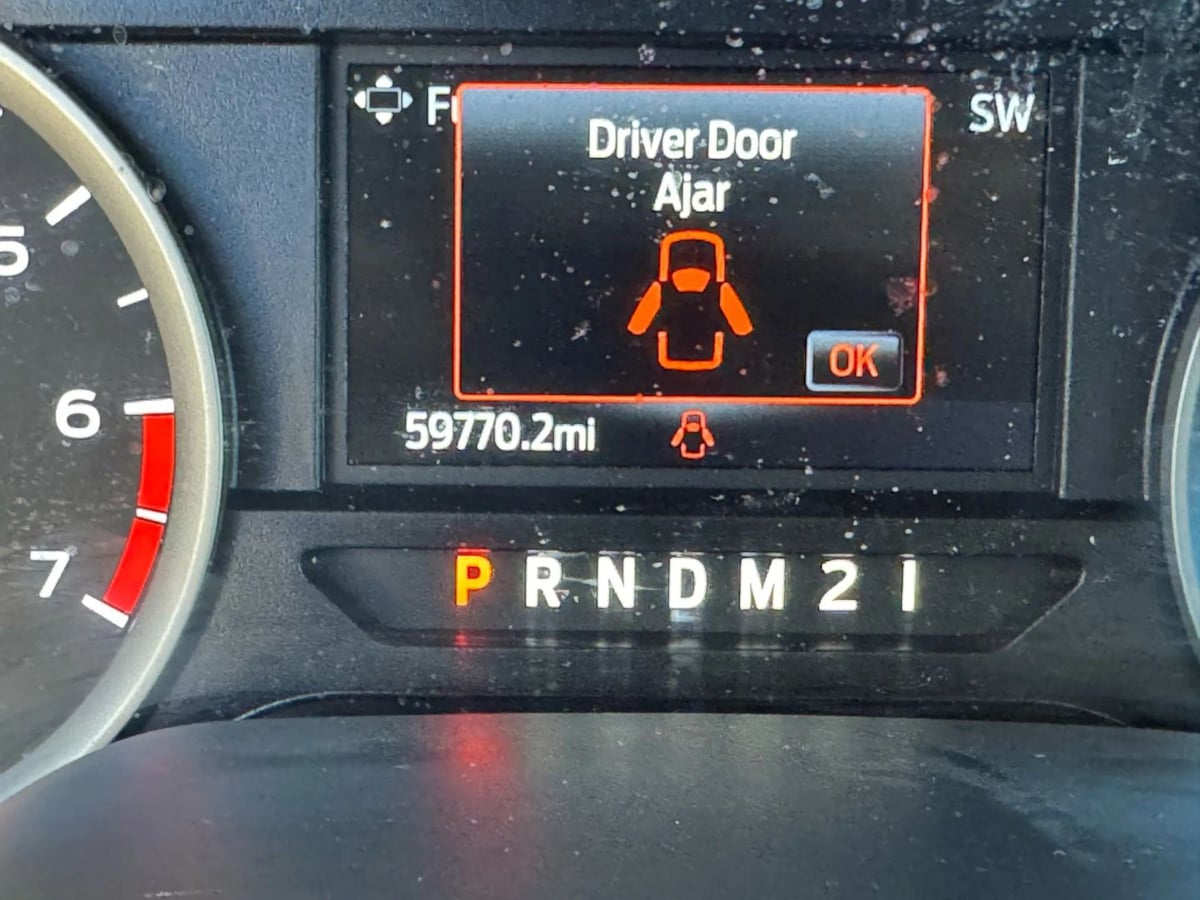 SW
Driver Door
Ajar
OK
59770.2mi
5
6
7
P R N D M 2 1